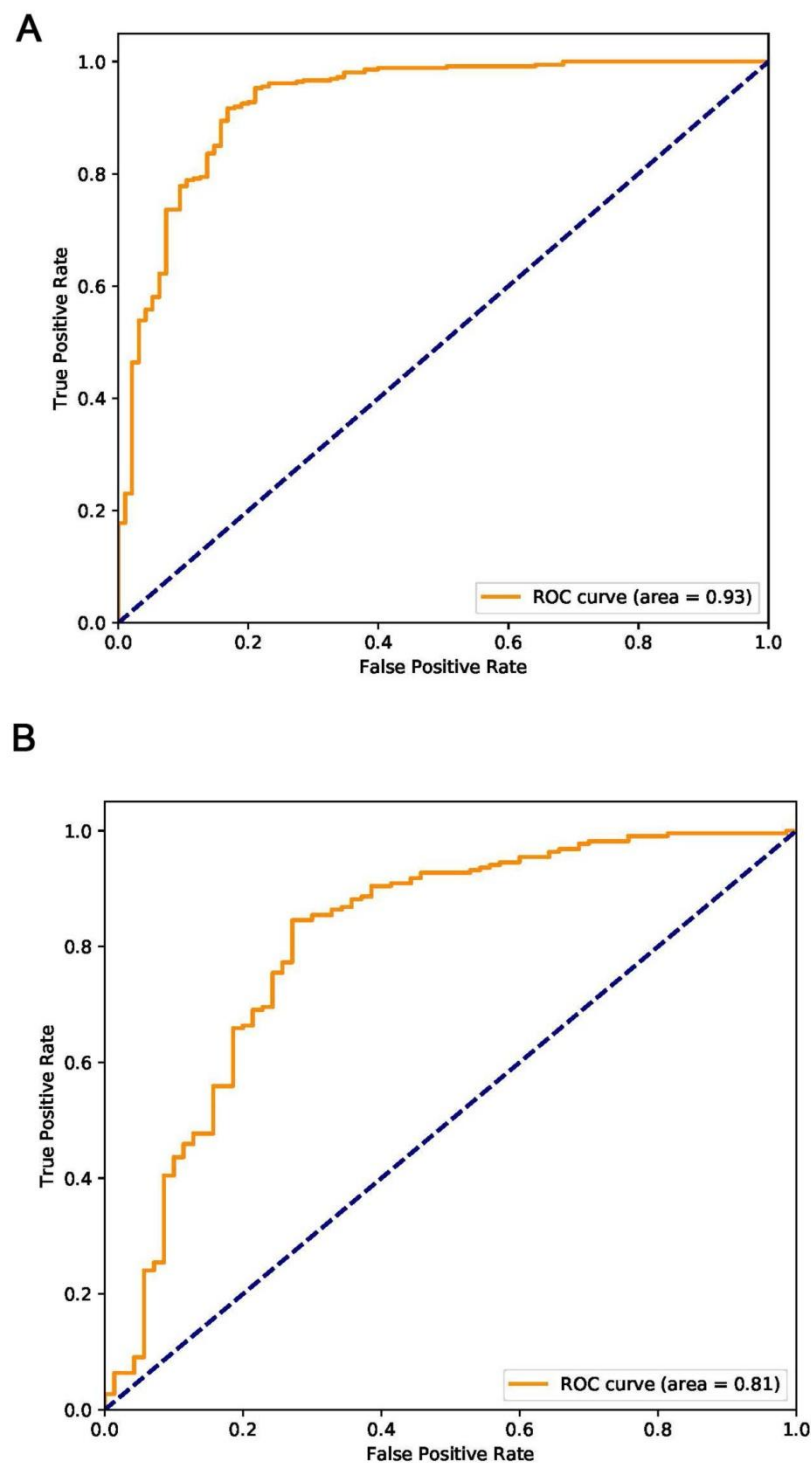 A
1.0
0.8
0.6
0.4
0.2
0.0
True Positive Rate
ROC curve (area = 0.93)
0.0 0.2 0.4 0.6 0.8 1.0
False Positive Rate
B
1.0
0.8
0.6
0.4
0.2
0.0
True Positive Rate
ROC curve (area = 0.81)
0.0 0.2 0.4 0.6 0.8 1.0
False Positive Rate